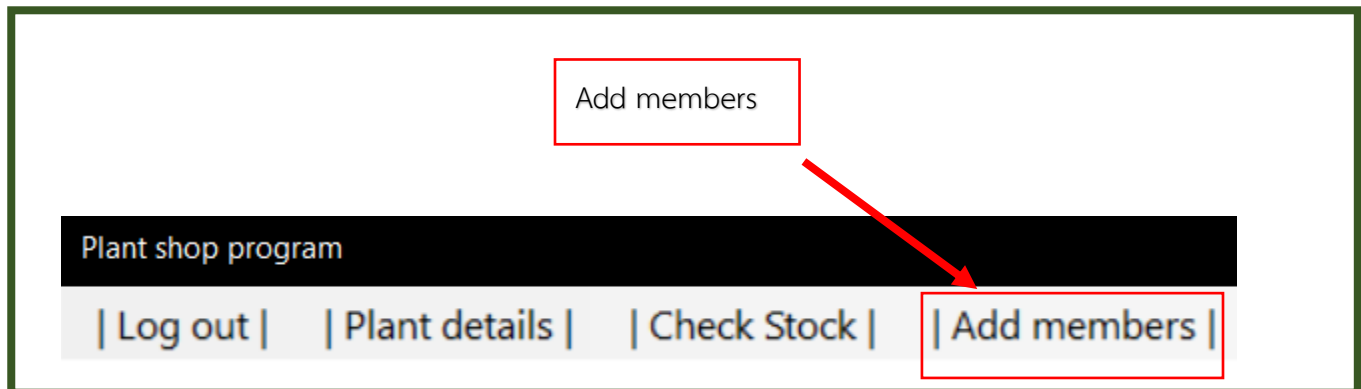 Add members
Plant shop program
| Log out | | Plant details | | Check Stock | | Add members |